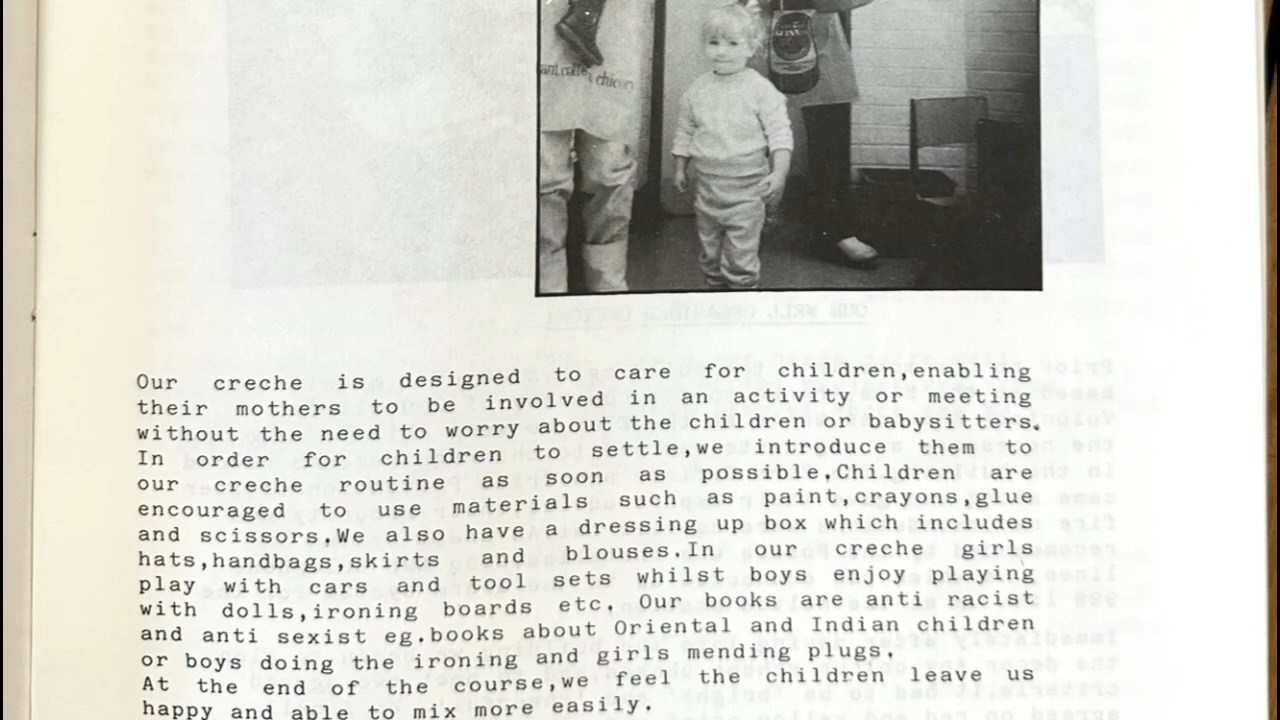 chicory
Our creche is designed to care for children,enabling
their mothers to be involved in an activity or meeting
without the need to worry about the children or babysitters.
In order for children to settle,we introduce them to
our creche routine as soon as possible,Children are
encouraged to use materials such as paint,crayons,glue
and scissors.We also have a dressing up box which includes
hats,handbags,skirts and blouses.In our creche girls
play with cars and tool sets whilst boys enjoy playing
with dolls,ironing boards etc. Our books are anti racist
and anti sexist eg.books about Oriental and Indian children
or boys doing the ironing and girls mending plugs.
At the end of the course,we feel the children leave us
happy and able to mix more easily.